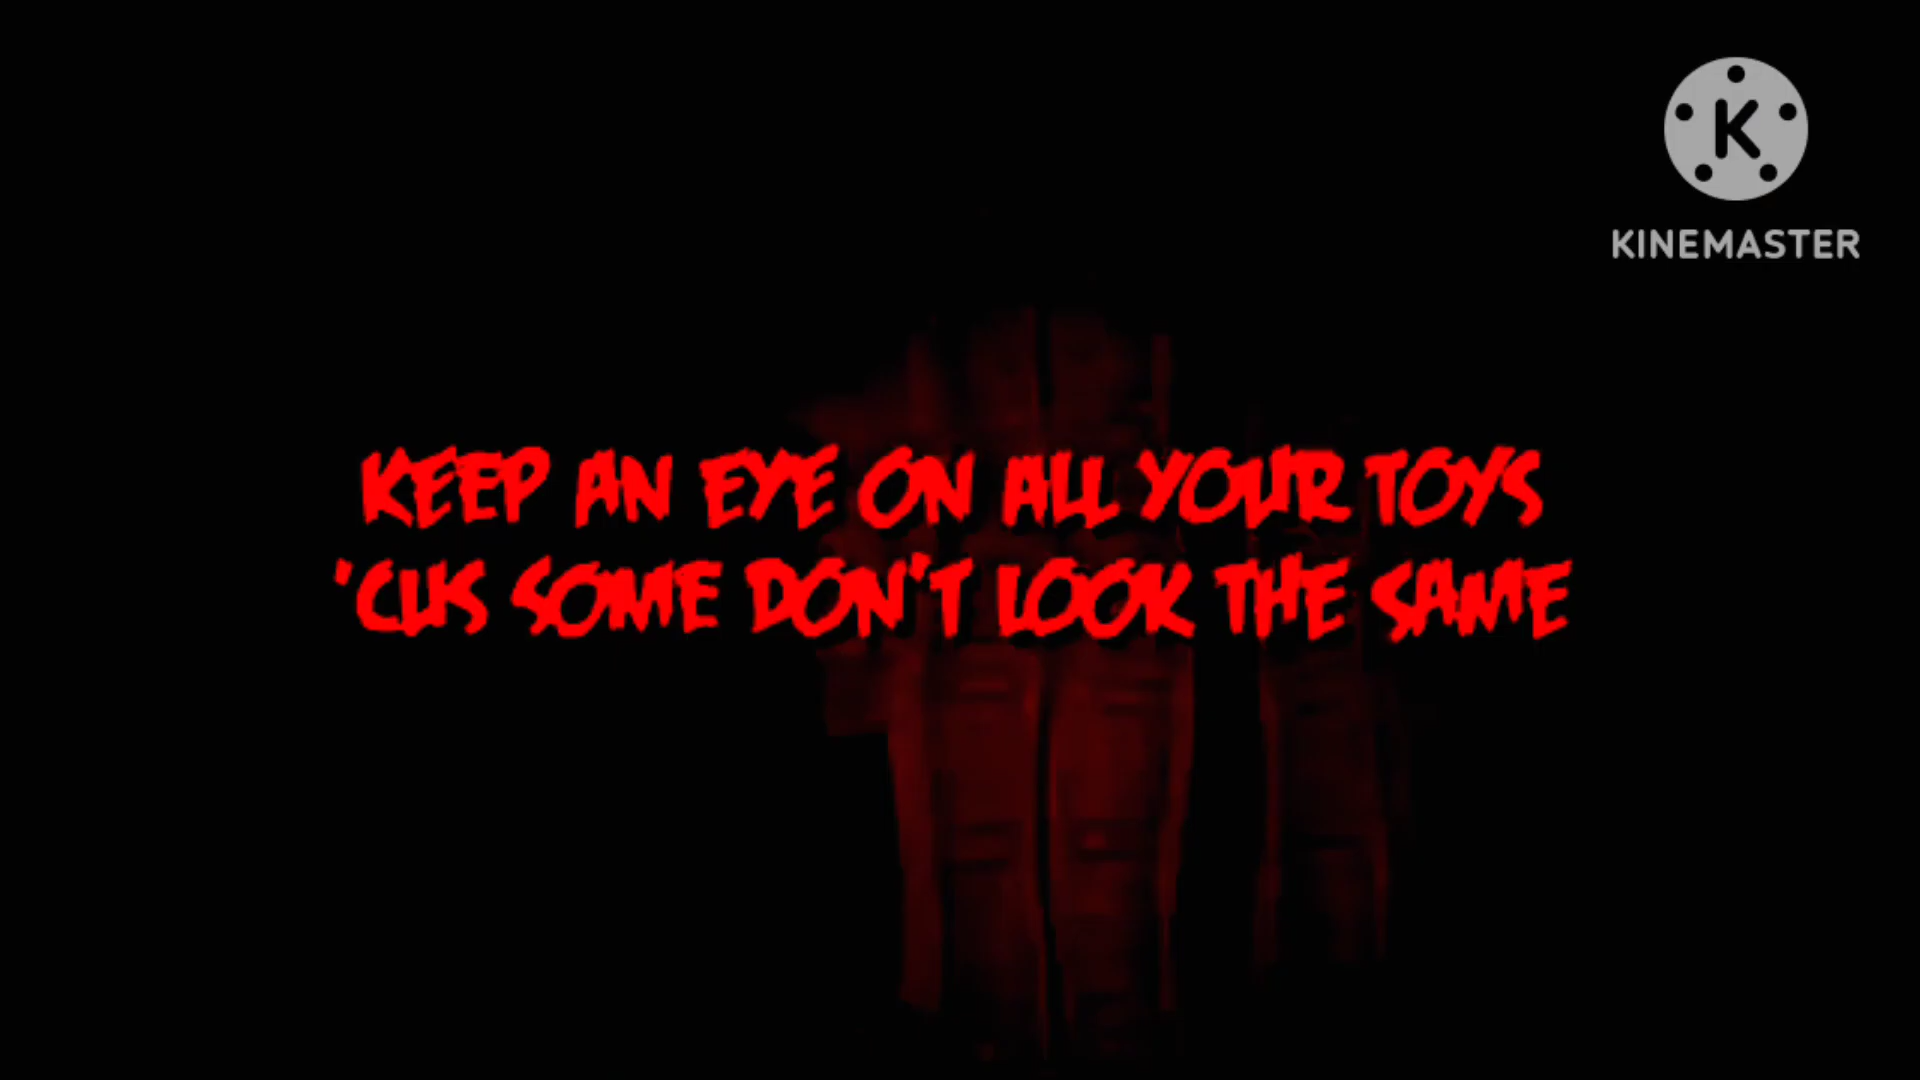 K
KINEMASTER
KEEP AN EYE ON ALL YOUR TOYS
'CUS SOME DON'T LOOK THE SAME